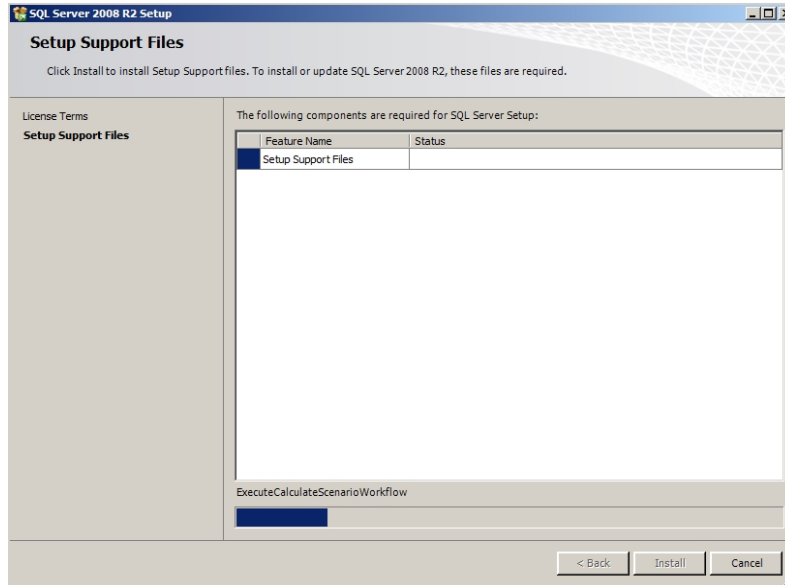 SQL Server 2008 R2 Setup
Setup Support Files
Click Install to install Setup Support files. To install or update SQL Server 2008 R2, these files are required.
License Terms
Setup Support Files
The following components are required for SQL Server Setup:
Feature Name Status
Setup Support Files
ExecuteCalculateScenarioWorkflow
< Back Install Cancel